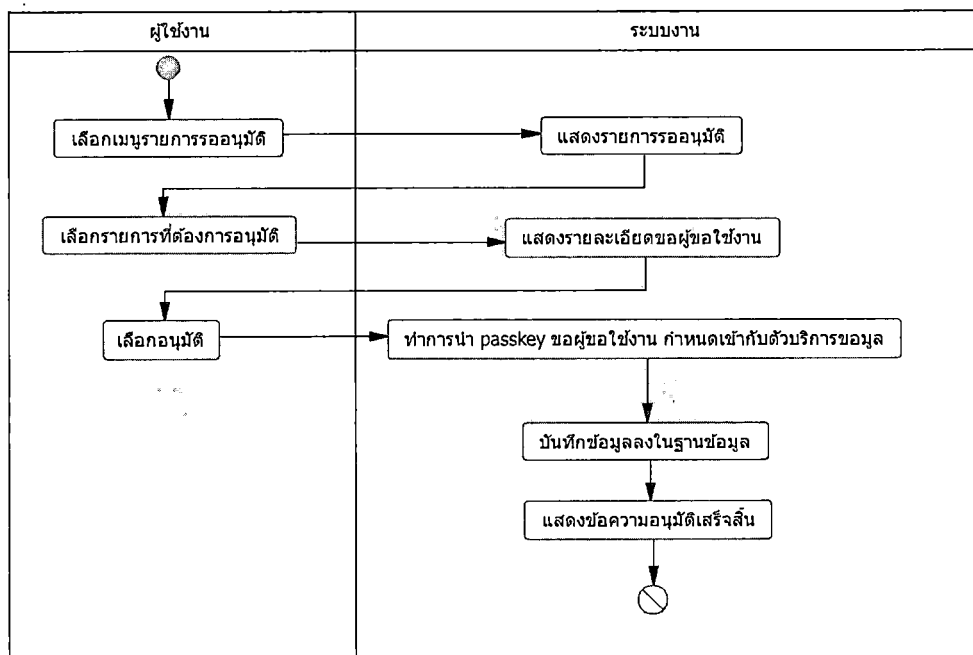 ผู้ใช้งาน
ระบบงาน
เลือกเมนูรายการรออนุมัติ
แสดงรายการรออนุมัติ
เลือกรายการที่ต้องการอนุมัติ
แสดงรายละเอียดขอผู้ขอใช้งาน
เลือกอนุมัติ
ทำการนำ passkey ขอผู้ขอใช้งาน กำหนดเข้ากับตัวบริการขอมูล
บันทึกข้อมูลลงในฐานข้อมูล
แสดงข้อความอนุมัติเสร็จสิ้น